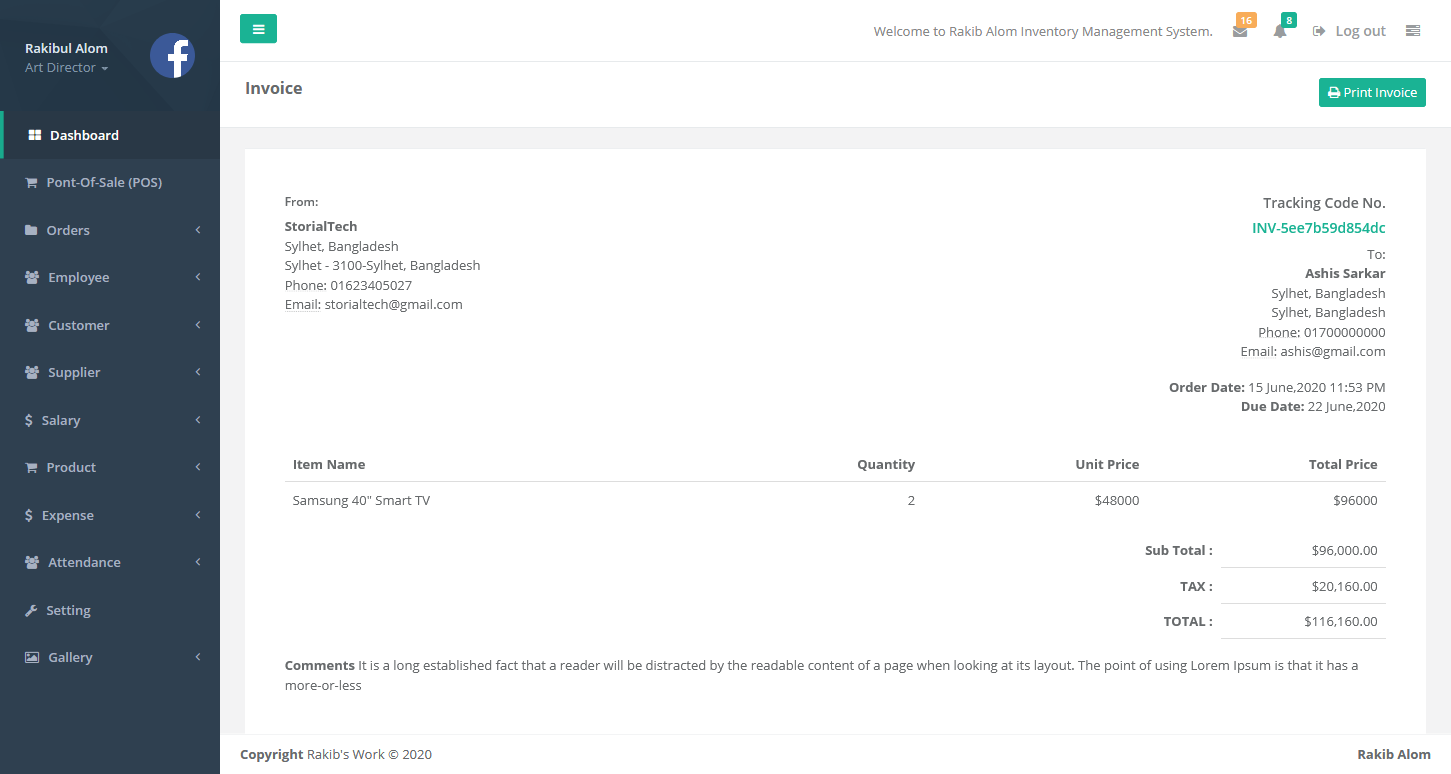 Rakibul Alom
Art Director
Dashboard
Pont-Of-Sale (POS)
Orders
Employee
Customer
Supplier
Salary
Product
Expense
Attendance
Setting
Gallery
Welcome to Rakib Alom Inventory Management System.
16
8
Log out
Invoice
Print Invoice
From:
StorialTech
Sylhet, Bangladesh
Sylhet - 3100-Sylhet, Bangladesh
Phone: 01623405027
Email: storialtech@gmail.com
Tracking Code No.
INV-5ee7b59d854dc
To:
Ashis Sarkar
Sylhet, Bangladesh
Sylhet, Bangladesh
Phone: 01700000000
Email: ashis@gmail.com
Order Date: 15 June,2020 11:53 PM
Due Date: 22 June,2020
Item Name Quantity Unit Price Total Price
Samsung 40" Smart TV 2 $48000 $96000
Sub Total : $96,000.00
TAX : $20,160.00
TOTAL : $116,160.00
Comments It is a long established fact that a reader will be distracted by the readable content of a page when looking at its layout. The point of using Lorem Ipsum is that it has a
more-or-less
Copyright Rakib's Work © 2020
Rakib Alom